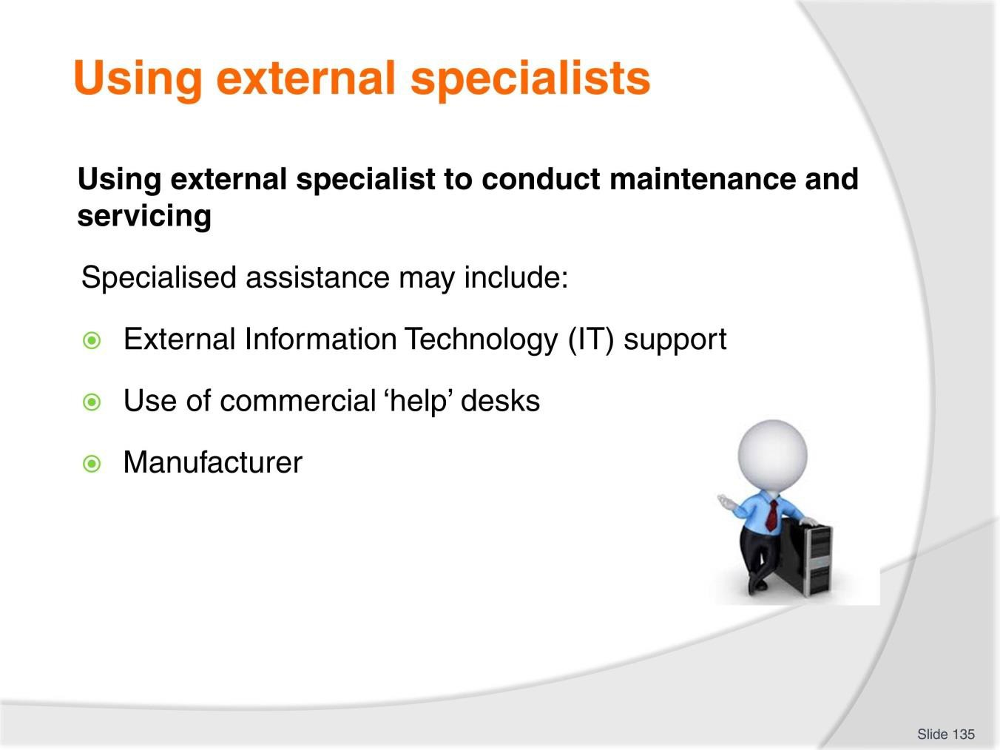 Using external specialists
Using external specialist to conduct maintenance and
servicing
Specialised assistance may include:
External Information Technology (IT) support
Use of commercial ‘help’ desks
Manufacturer
Slide 135